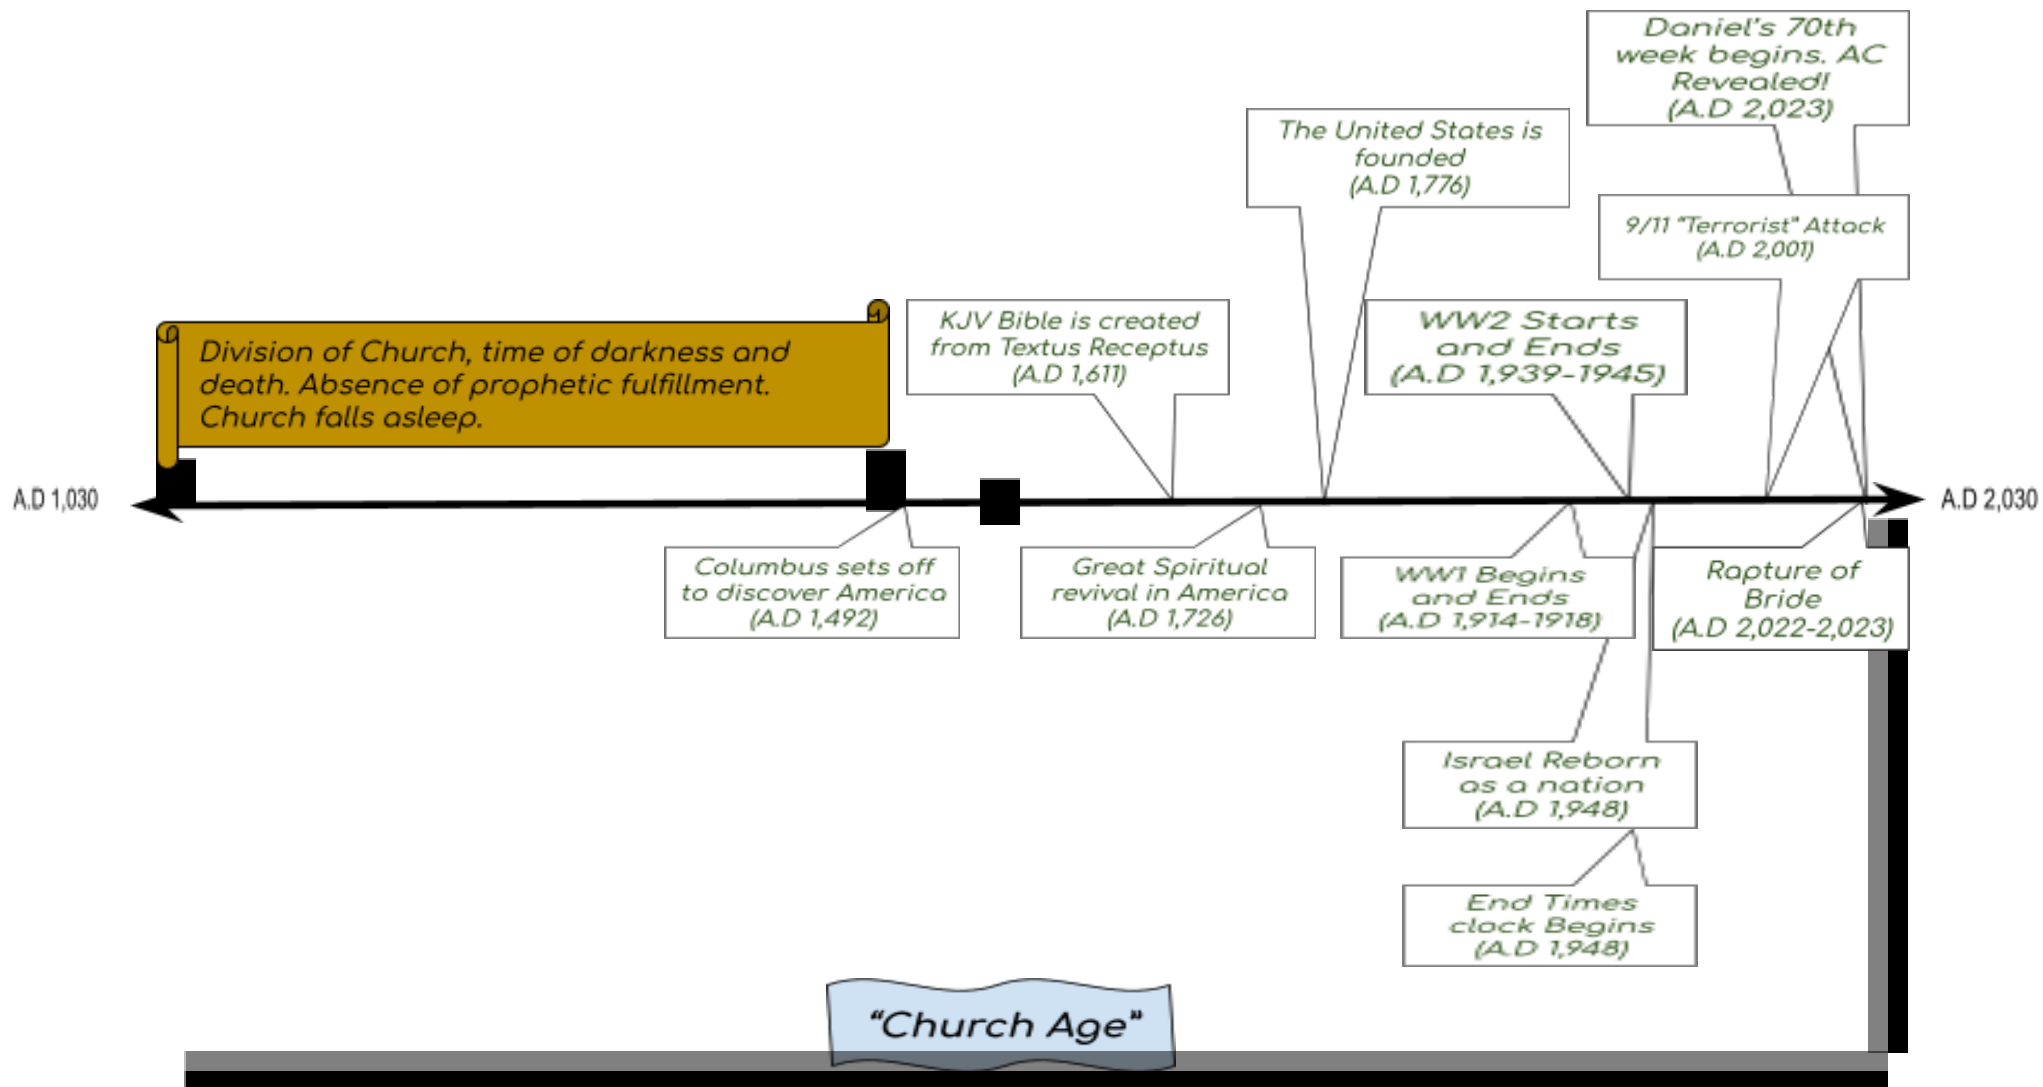 Daniel's 70th
week begins. AC
Revealed!
(A.D 2,023)
The United States is
founded
(A.D 1,776)
9/11 "Terrorist" Attack
(A.D 2,001)
Division of Church, time of darkness and
death. Absence of prophetic fulfillment.
Church falls asleep.
KJV Bible is created
from Textus Receptus
(A.D 1,611)
WW2 Starts
and Ends
(A.D 1,939-1945)
A.D 1,030
A.D 2,030
Columbus sets off
to discover America
(A.D 1,492)
Great Spiritual
revival in America
(A.D 1,726)
WW1 Begins
and Ends
(A.D 1,914-1918)
Rapture of
Bride
(A.D 2,022-2,023)
Israel Reborn
as a nation
(A.D 1,948)
End Times
clock Begins
(A.D 1,948)
"Church Age"